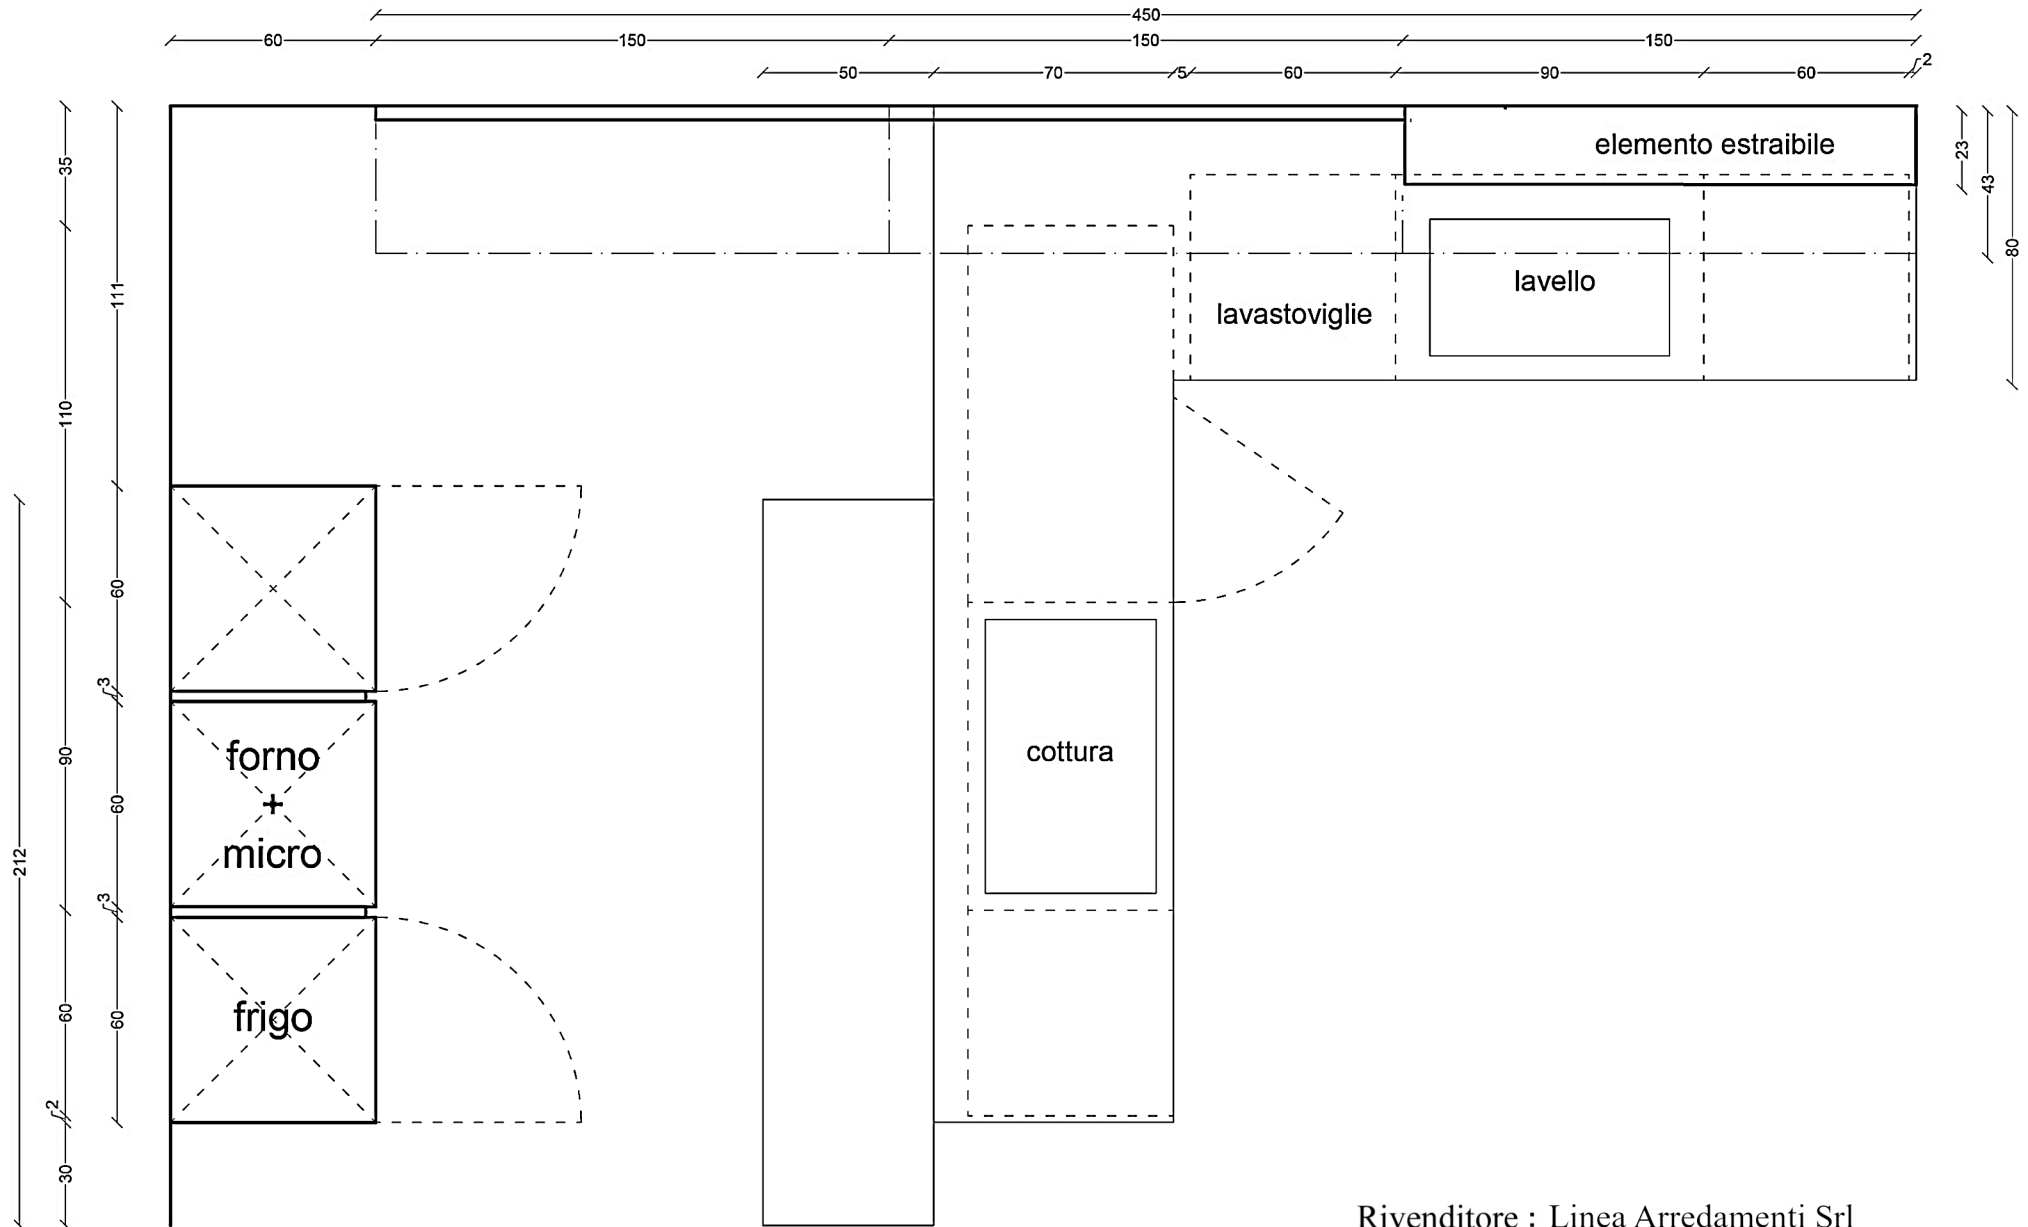 450
60 150 150 150
50 70 5 60 90 60 2
35
111
23
43
80
elemento estraibile
lavello
lavastoviglie
110
60
3
forno
+
micro
90
60
212
cottura
3
frigo
60
60
2
30
Rivenditore : Linea Arredamenti Srl